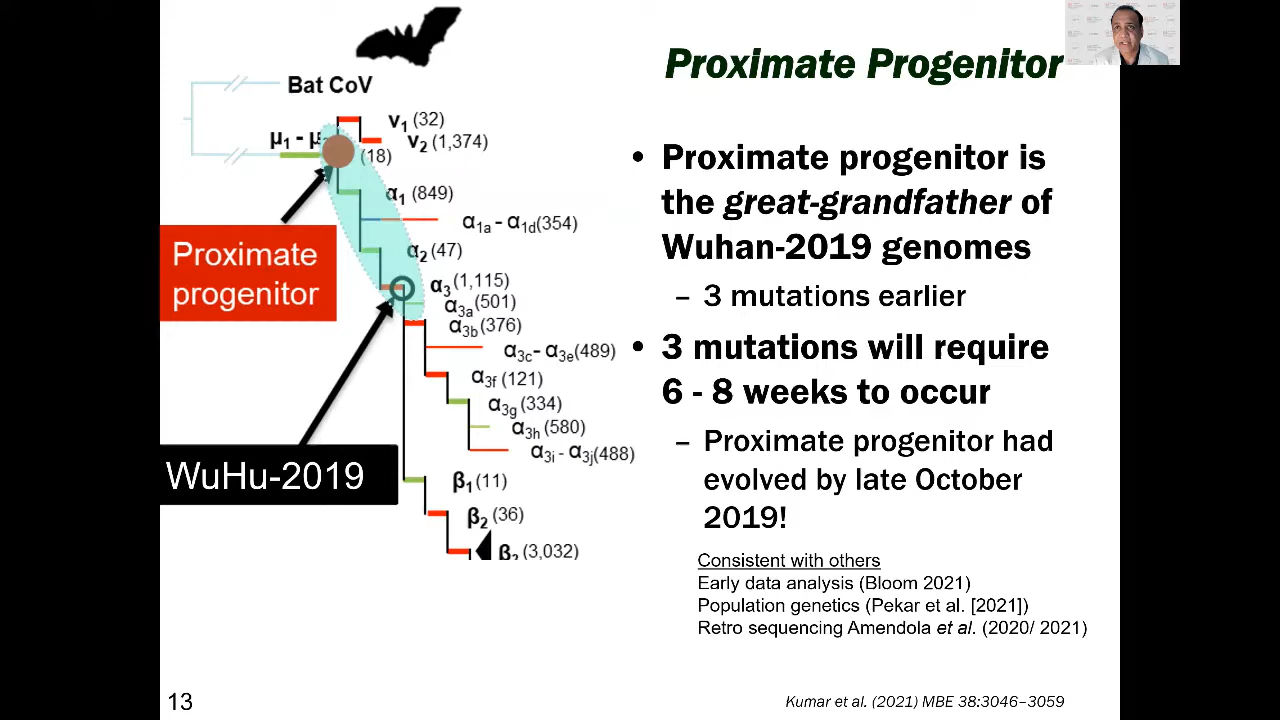 Proximate Progenitor
Bat CoV
μ1 - μ
ν1 (32)
ν2 (1,374)
(18)
α1 (849)
α1a – α1d(354)
α2 (47)
α3 (1,115)
α3a (501)
α3b (376)
α3c– α3e(489)
α3f (121)
α3g (334)
α3h (580)
α3i - α3j(488)
β1 (11)
β2 (36)
(3,032)
Proximate
progenitor
WuHu-2019
• Proximate progenitor is
the great-grandfather of
Wuhan-2019 genomes
– 3 mutations earlier
• 3 mutations will require
6 - 8 weeks to occur
– Proximate progenitor had
evolved by late October
2019!
Consistent with others
Early data analysis (Bloom 2021)
Population genetics (Pekar et al. [2021])
Retro sequencing Amendola et al. (2020/ 2021)
13
Kumar et al. (2021) MBE 38:3046–3059